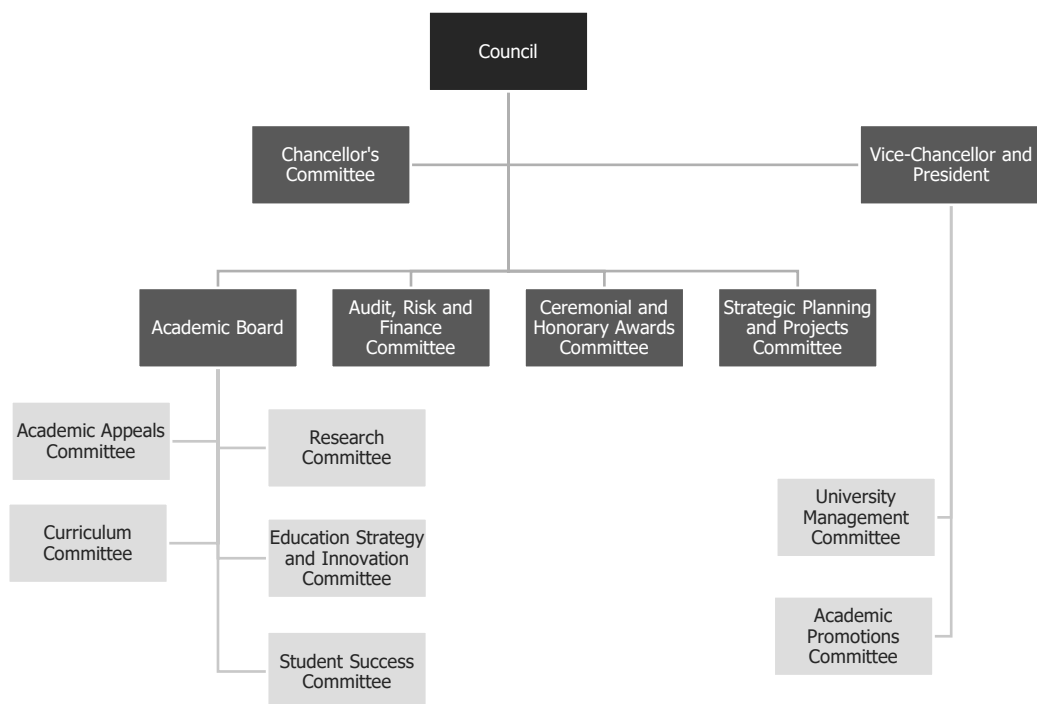 Council
Chancellor's
Committee
Vice-Chancellor and
President
Academic Board
Audit, Risk and
Finance
Committee
Ceremonial and
Honorary Awards
Committee
Strategic Planning
and Projects
Committee
Academic Appeals
Committee
Research
Committee
Curriculum
Committee
Education Strategy
and Innovation
Committee
Student Success
Committee
University
Management
Committee
Academic
Promotions
Committee